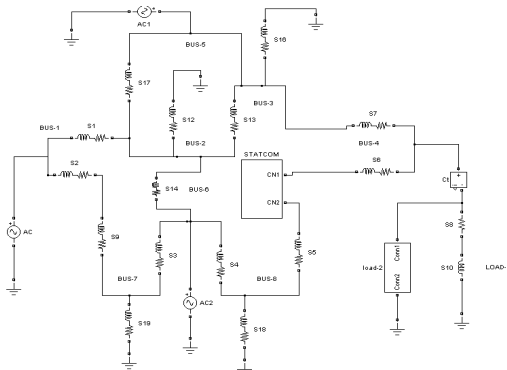 AC1
S16
BUS-5
S17
BUS-3
S12
S13
S7
BUS-1
S1
BUS-2
BUS-4
STATCOM
S2
S6
CN1
S14
BUS-6
Ct
CN2
S8
AC
S9
S3
S4
S5
Conn1
load-2
Conn2
S10
LOAD-
BUS-7
BUS-8
AC2
S19
S18